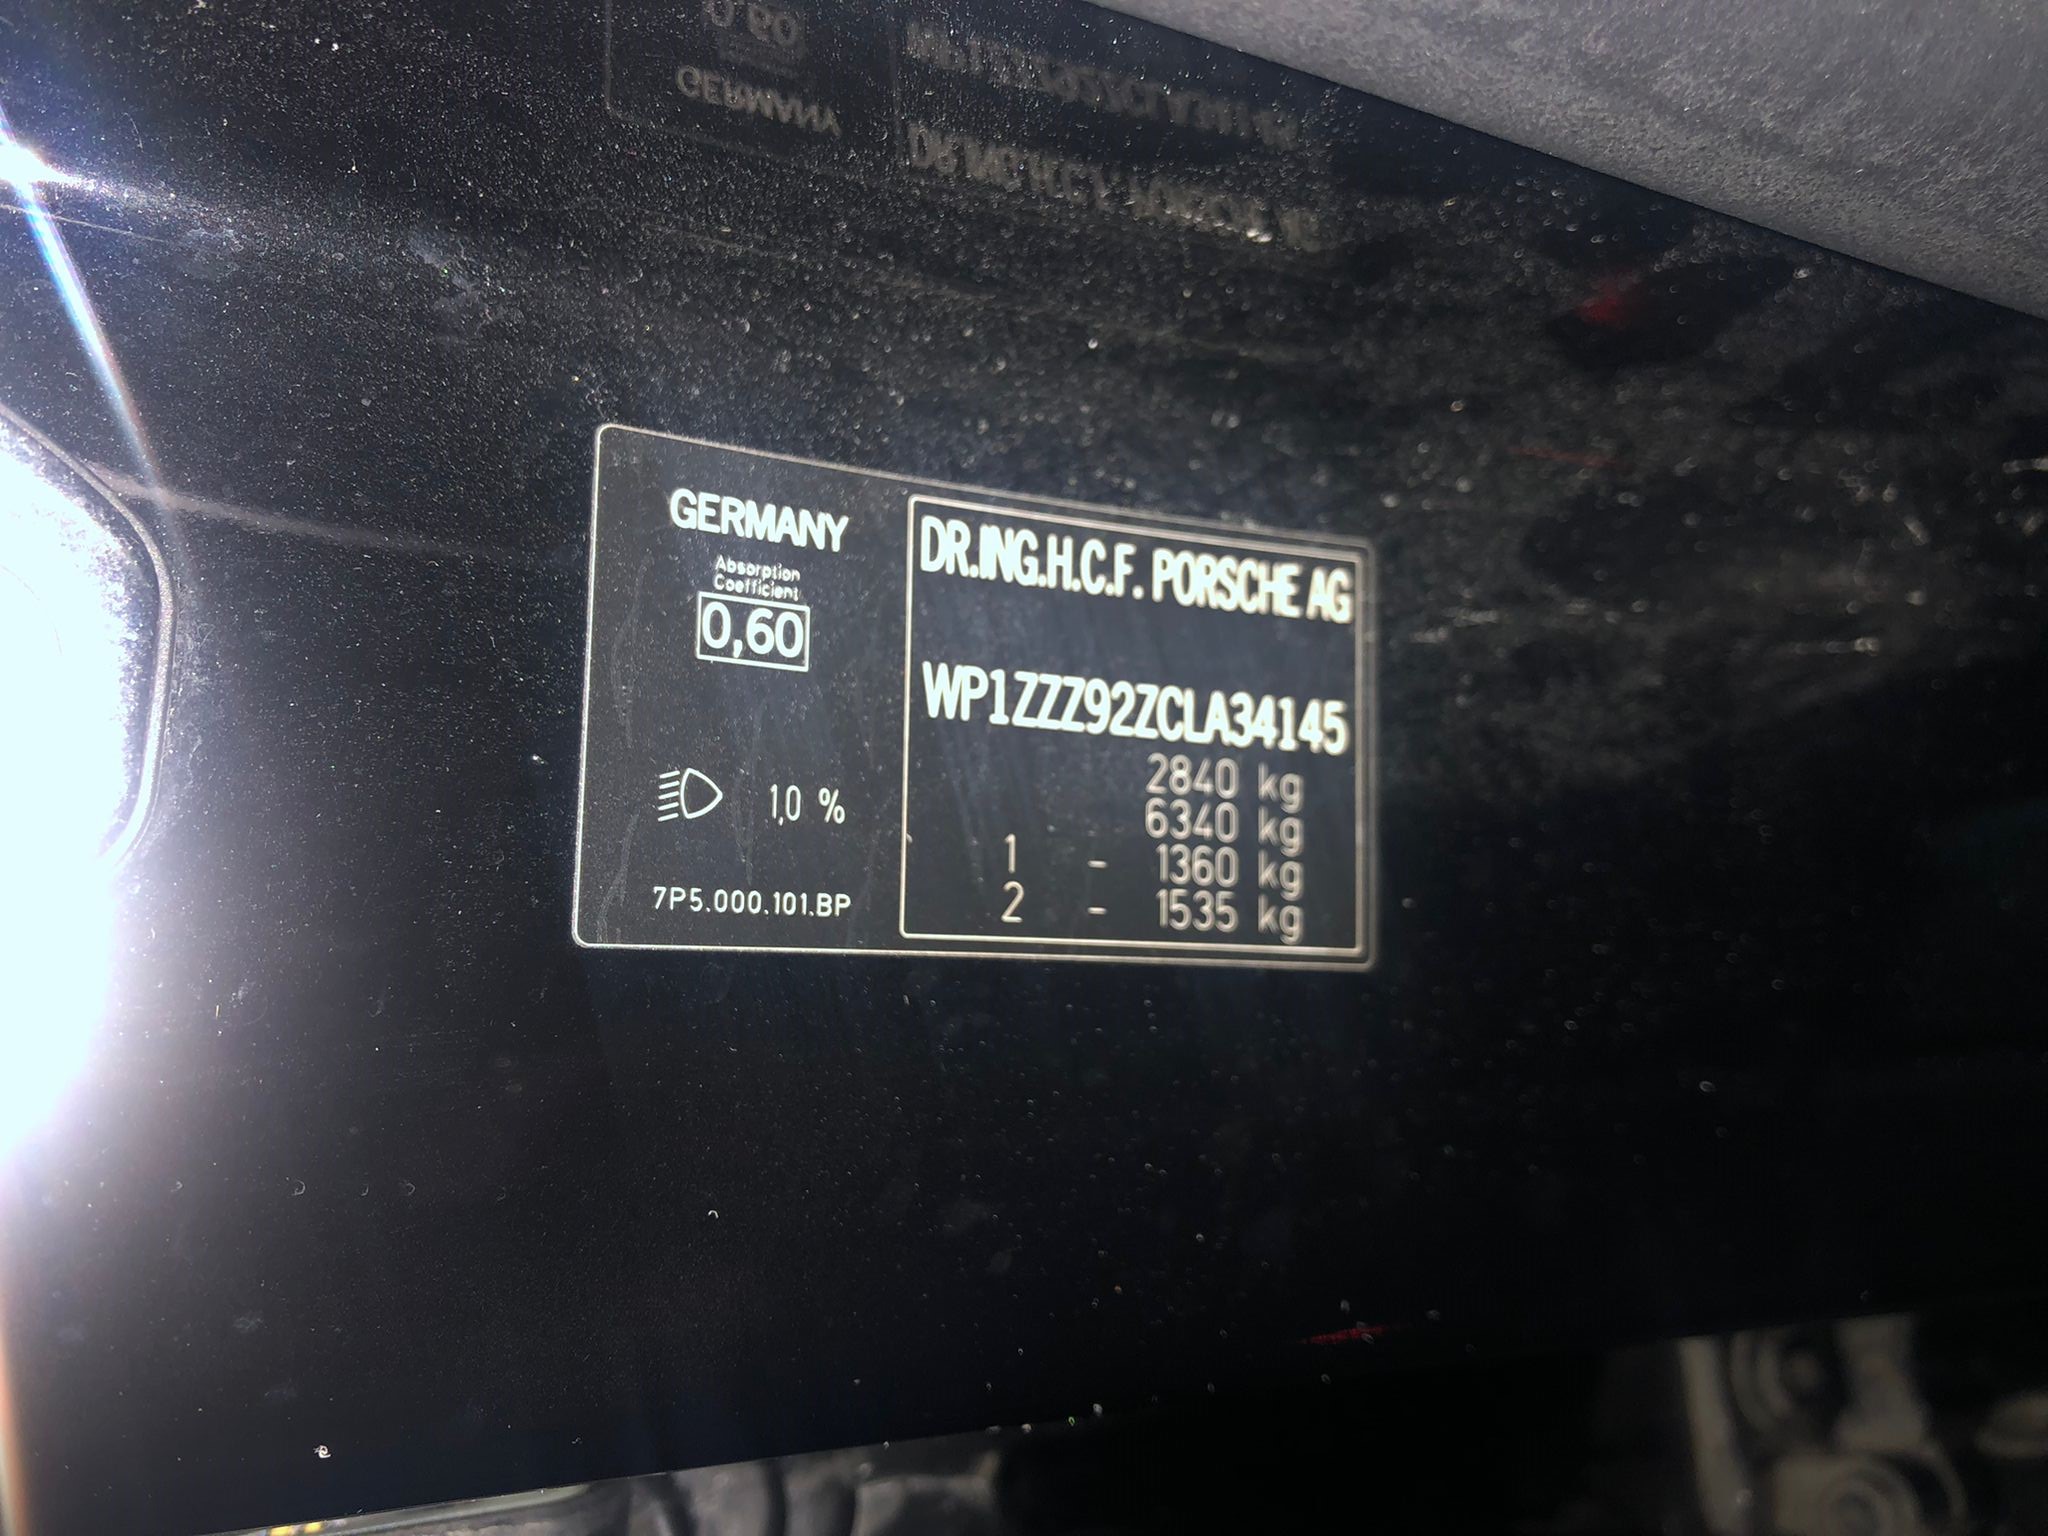 GERMANY
Absorption
Coefficient
0,60
1,0 %
7P5.000.101.BP
DR.ING.H.C.F. PORSCHE AG
WP1ZZZ92ZCLA34145
2840 kg
6340 kg
1 - 1360 kg
2 - 1535 kg